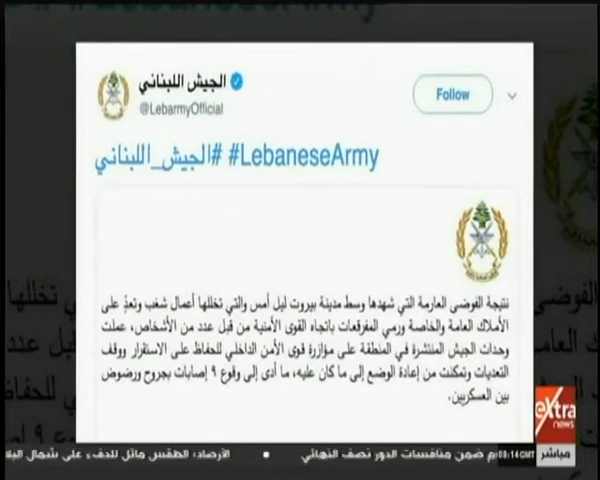 الجيش اللبناني
@LebarmyOfficial
Follow
#الجيش_اللبناني #LebaneseArmy
نتيجة الفوضى العارمة التي شهدها وسط مدينة بيروت ليل أمس والتي تخللها أعمال شغب وتعدٍ على
الأملاك العامة والخاصة ورمي المفرقعات باتجاه القوى الأمنية من قبل عدد من الأشخاص، عملت
وحدات الجيش المنتشرة في المنطقة على مؤازرة قوى الأمن الداخلي للحفاظ على الاستقرار ووقف
التعديات وتمكنت من إعادة الوضع إلى ما كان عليه، ما أدى إلى وقوع ٩ إصابات بجروح ورضوض
بين العسكريين.
eXtra
news
مباشر
08:14GMT
م ضمن منافسات الدور نصف النهائي
الأرصاد: الطقس مائل للدفء على شمال البلا